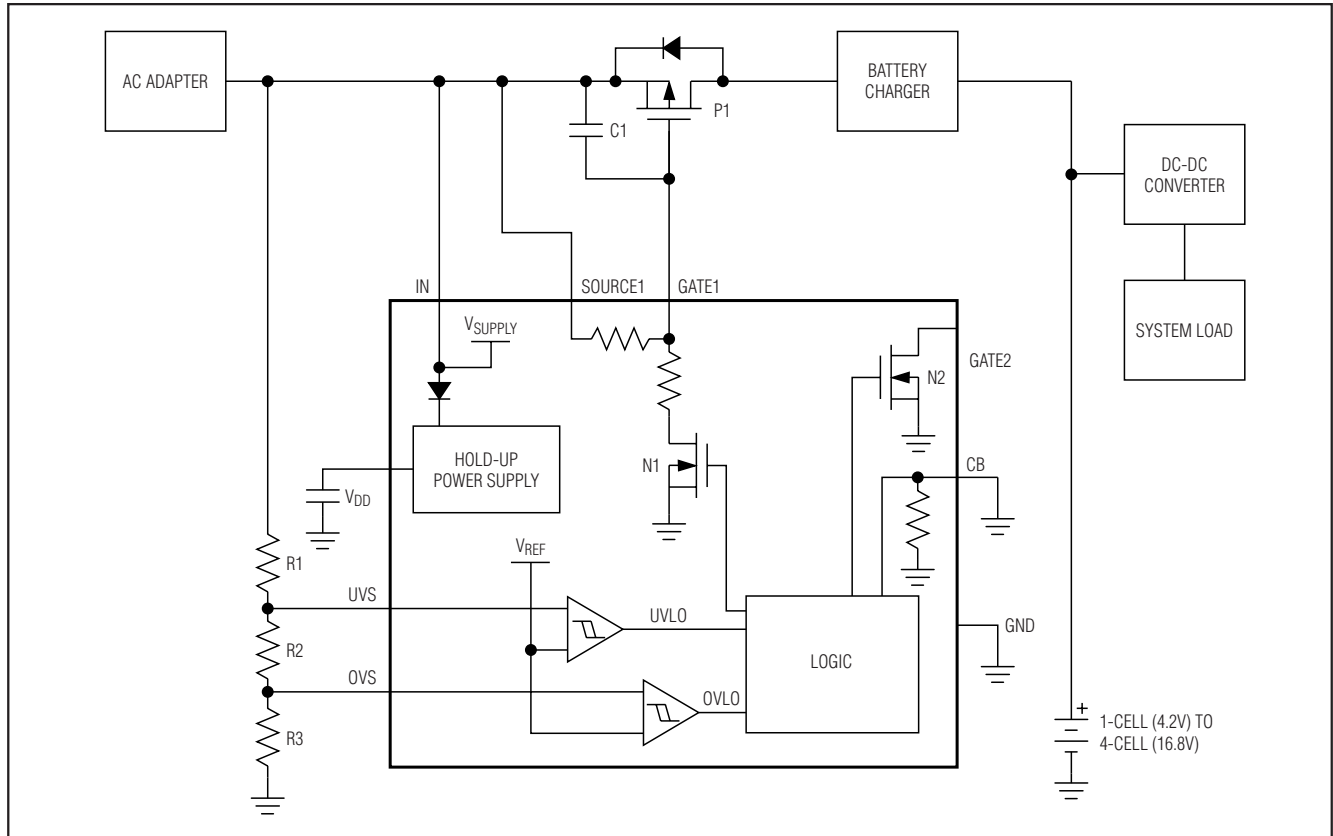 AC ADAPTER
BATTERY
CHARGER
P1
C1
DC-DC
CONVERTER
SYSTEM LOAD
IN
SOURCE1
GATE1
VSUPPLY
GATE2
N2
HOLD-UP
POWER SUPPLY
N1
CB
VDD
VREF
R1
UVS
UVLO
GND
R2
LOGIC
OVS
OVLO
R3
+
1-CELL (4.2V) TO
4-CELL (16.8V)